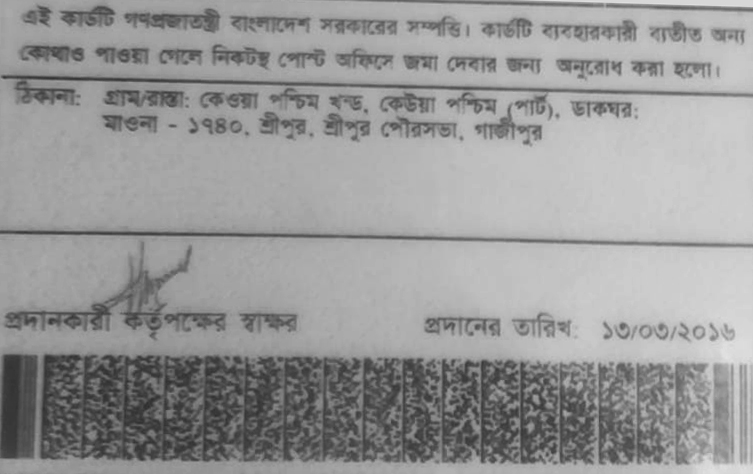 এই কার্ডটি গণপ্রজাতন্ত্রী বাংলাদেশ সরকারের সম্পত্তি। কার্ডটি ব্যবহারকারী ব্যতীত অন্য
কোথাও পাওয়া গেলে নিকটস্থ পোস্ট অফিসে জমা দেবার জন্য অনুরোধ করা হলো।
ঠিকানা: গ্রাম/রাস্তা: কেওয়া পশ্চিম খন্ড, কেউয়া পশ্চিম (পার্ট), ডাকঘর:
মাওনা - ১৭৪০, শ্রীপুর, শ্রীপুর পৌরসভা, গাজীপুর
প্রদানকারী কর্তৃপক্ষের স্বাক্ষর
প্রদানের তারিখ: ১৩/০৩/২০১৬